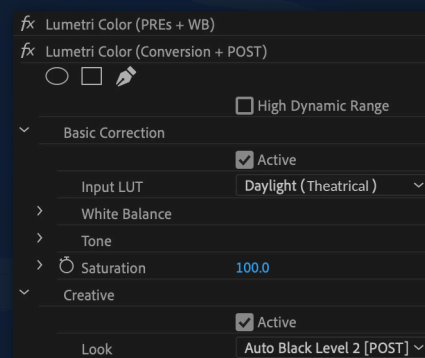 fx Lumetri Color (PREs + WB)
fx Lumetri Color (Conversion + POST)
High Dynamic Range
Basic Correction
Active
Input LUT Daylight (Theatrical)
White Balance
Tone
Saturation 100.0
Creative
Active
Look Auto Black Level 2 [POST]